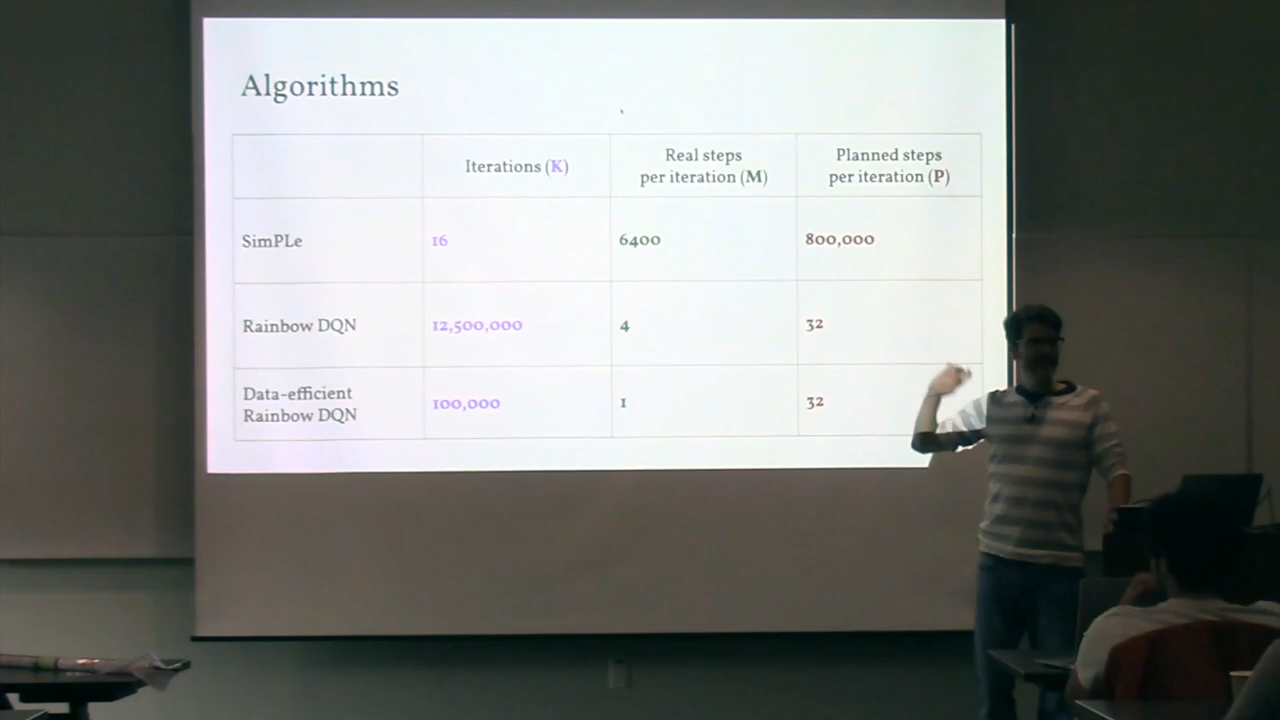 Algorithms
Iterations (K)
Real steps
per iteration (M)
Planned steps
per iteration (P)
SimPLe
16
6400
800,000
Rainbow DQN
12,500,000
4
32
Data-efficient
Rainbow DQN
100,000
1
32